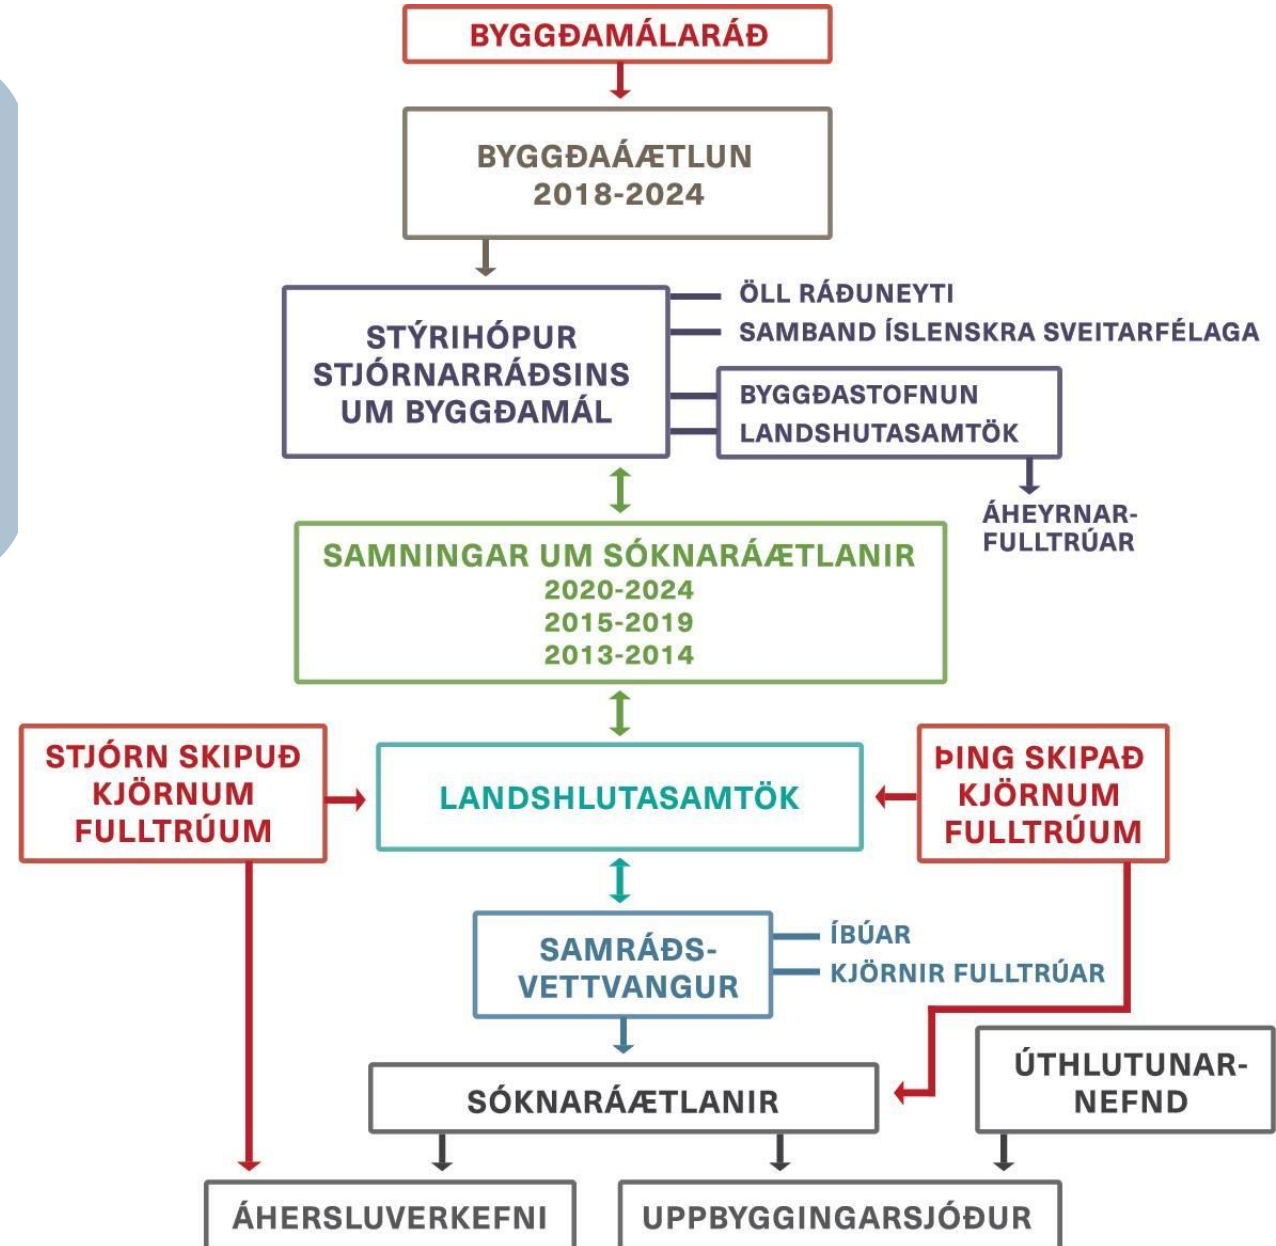 BYGGÐAMÁLARÁÐ
BYGGÐAÁÆTLUN
2018-2024
STÝRIHÓPUR
STJÓRNARRÁÐSINS
UM BYGGÐAMÁL
ÖLL RÁÐUNEYTI
SAMBAND ÍSLENSKRA SVEITARFÉLAGA
BYGGÐASTOFNUN
LANDSHUTASAMTÖK
ÁHEYRNAR-
FULLTRÚAR
SAMNINGAR UM SÓKNARÁÆTLANIR
2020-2024
2015-2019
2013-2014
STJÓRN SKIPUÐ
KJÖRNUM
FULLTRÚUM
LANDSHLUTASAMTÖK
ÞING SKIPAÐ
KJÖRNUM
FULLTRÚUM
SAMRÁÐS-
VETTVANGUR
ÍBÚAR
KJÖRNIR FULLTRÚAR
SÓKNARÁÆTLANIR
ÚTHLUTUNAR-
NEFND
ÁHERSLUVERKEFNI
UPPBYGGINGARSJÓÐUR